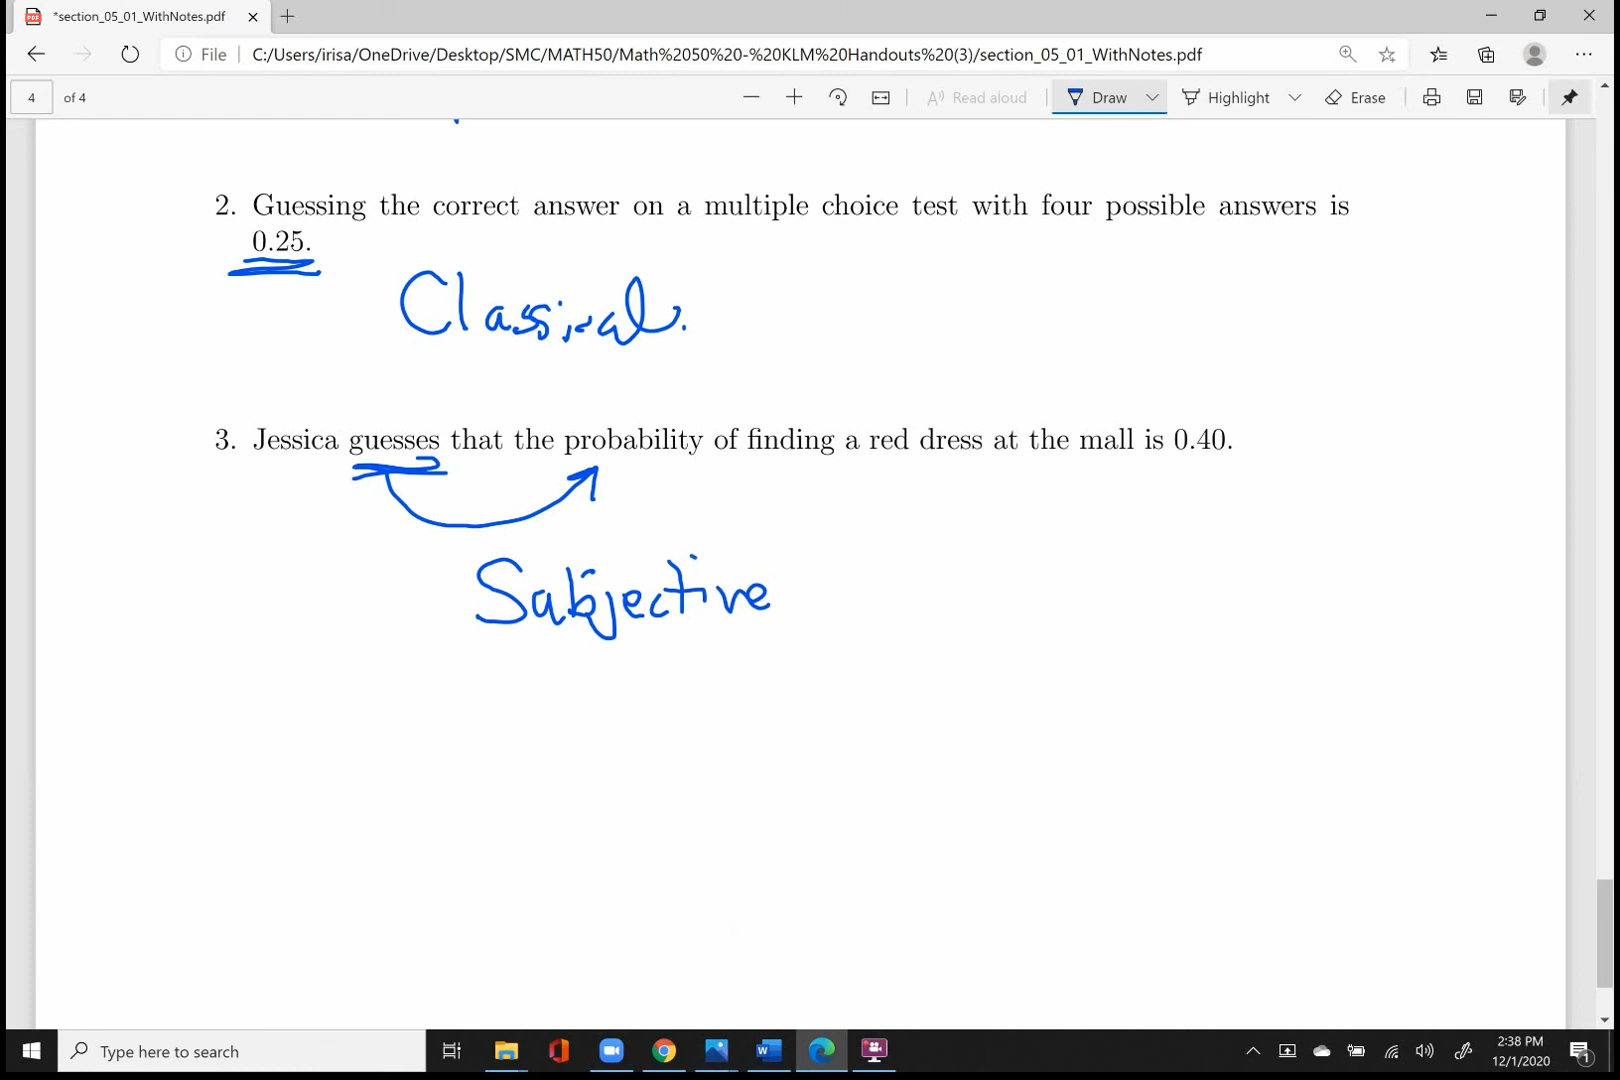 *section_05_01_WithNotes.pdf
File C:/Users/irisa/OneDrive/Desktop/SMC/MATH50/Math%2050%20-%20KLM%20Handouts%20(3)/section_05_01_WithNotes.pdf
4 of 4 Read aloud Draw Highlight Erase
2. Guessing the correct answer on a multiple choice test with four possible answers is
0.25.
Classical.
3. Jessica guesses that the probability of finding a red dress at the mall is 0.40.
Subjective
Type here to search
2:38 PM
12/1/2020
1